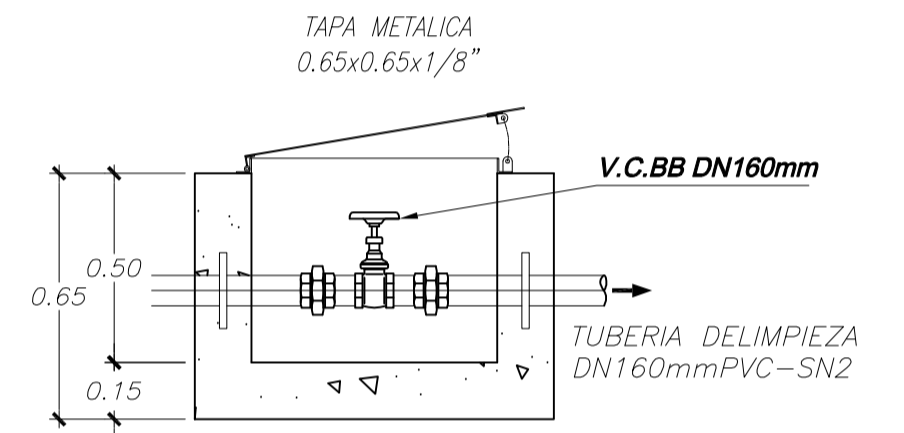 TAPA METALICA
0.65x0.65x1/8"
V.C.BB DN160mm
0.50
0.65
0.15
TUBERIA DELIMPIEZA
DN160mmPVC-SN2